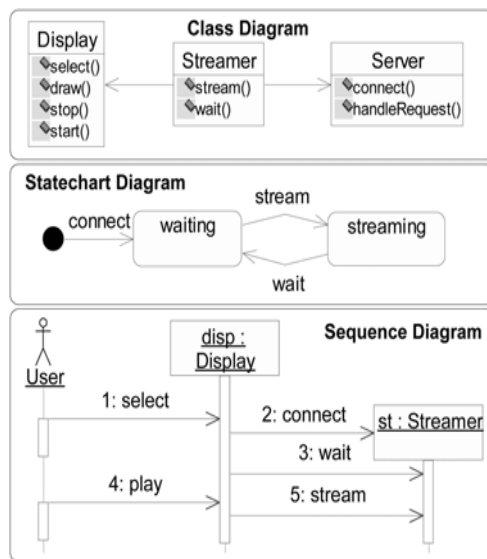 Class Diagram
Display
select()
draw()
stop()
start()
Streamer
stream()
wait()
Server
connect()
handleRequest()
Statechart Diagram
connect
waiting
stream
streaming
wait
Sequence Diagram
User
disp :
Display
st : Streamer
1: select
2: connect
3: wait
4: play
5: stream